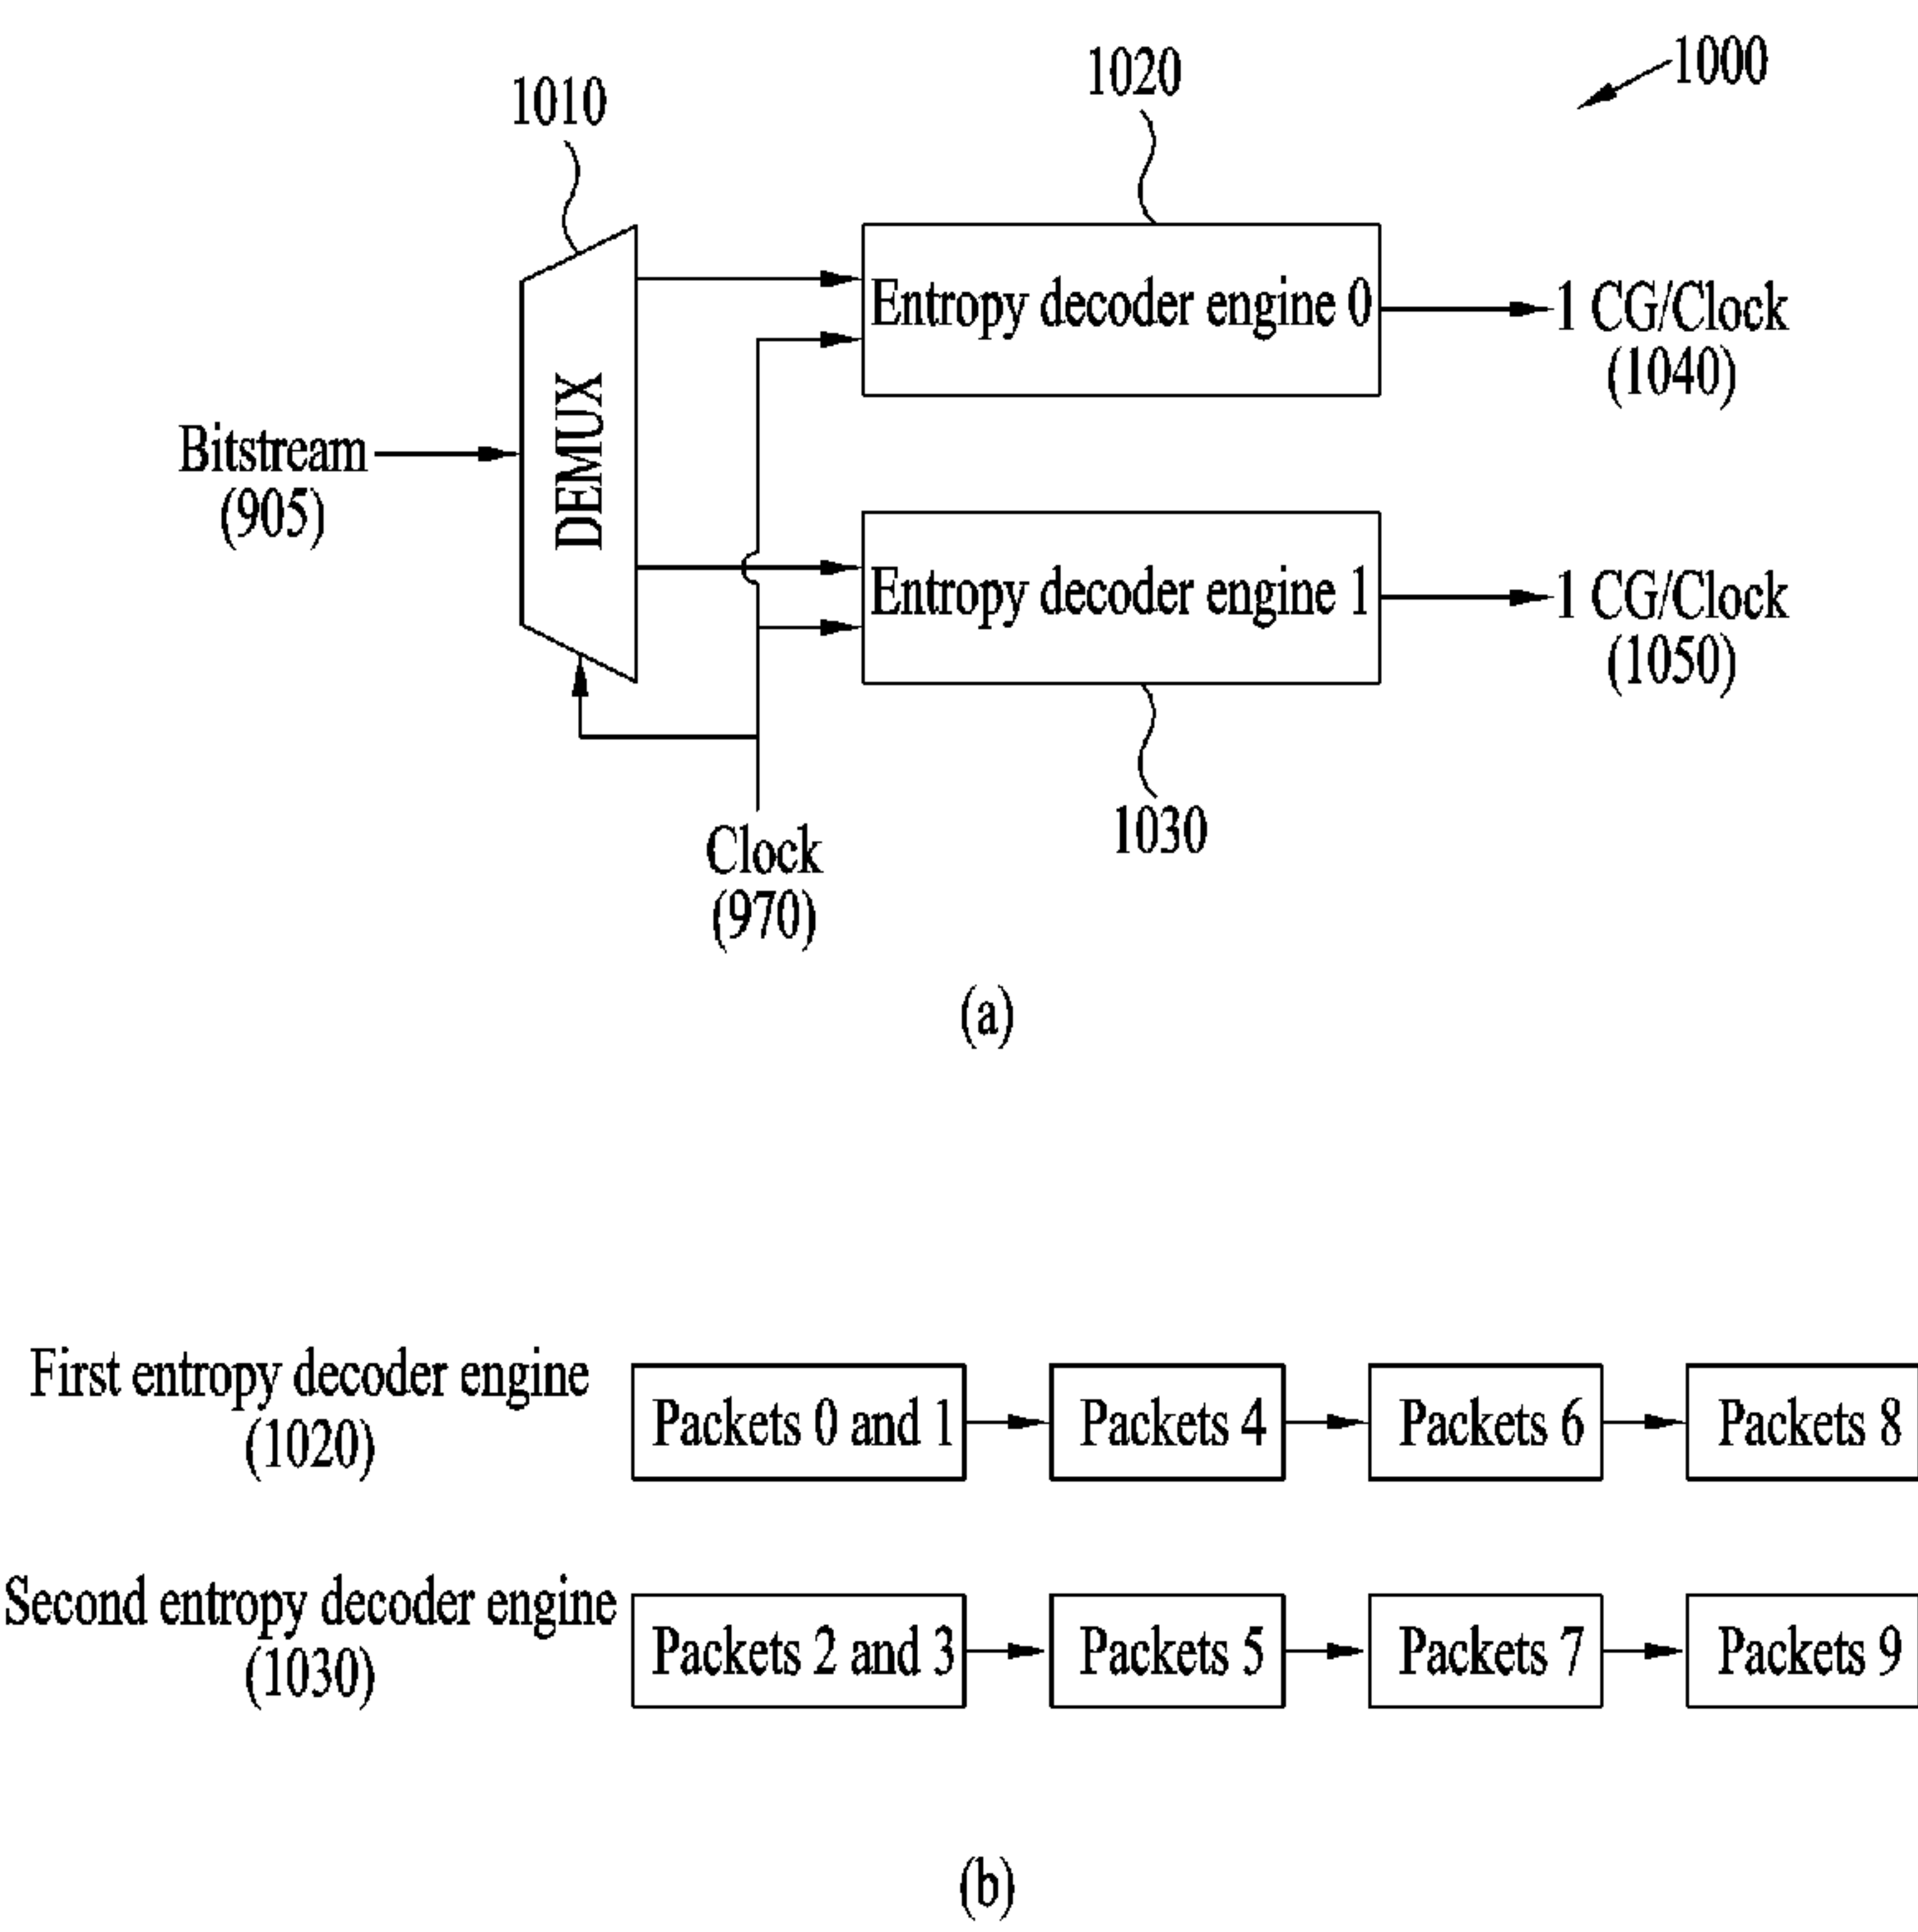 1000
1020
1010
Entropy decoder engine 0
1 CG/Clock
(1040)
DEMUX
Bitstream
(905)
Entropy decoder engine 1
1 CG/Clock
(1050)
1030
Clock
(970)
(a)
First entropy decoder engine
(1020)
Packets 0 and 1
Packets 4
Packets 6
Packets 8
Second entropy decoder engine
(1030)
Packets 2 and 3
Packets 5
Packets 7
Packets 9
(b)